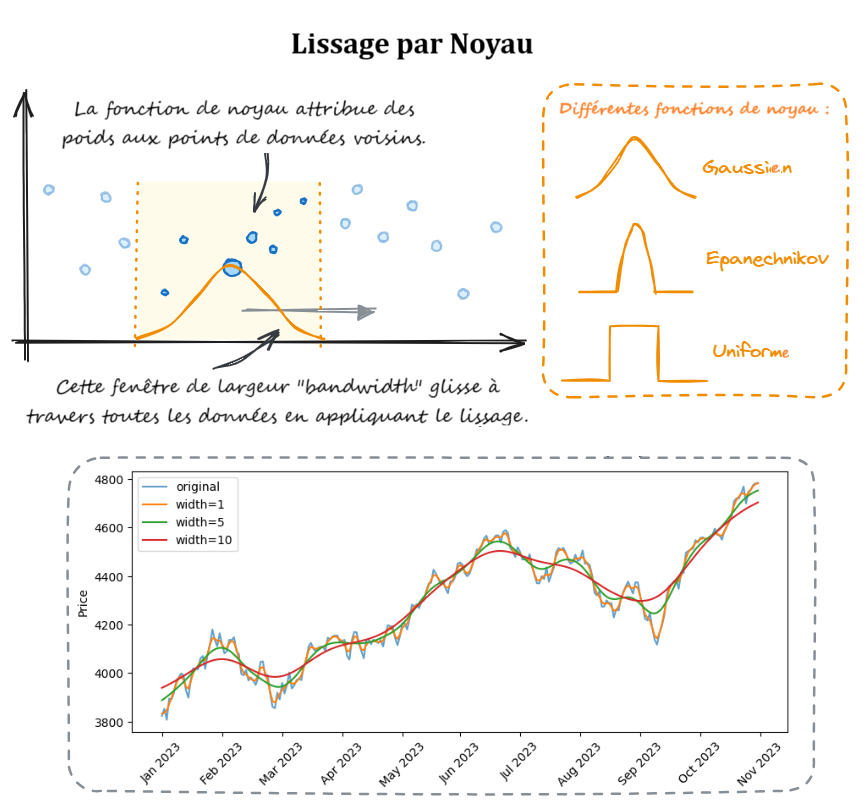 Lissage par Noyau
La fonction de noyau attribue des
poids aux points de données voisins.
Différentes fonctions de noyau :
Gaussien
Epanechnikov
Uniforme
Cette fenêtre de largeur "bandwidth" glisse à
travers toutes les données en appliquant le lissage.
original
width=1
width=5
width=10
Price
4800
4600
4400
4200
4000
3800
Jan 2023
Feb 2023
Mar 2023
Apr 2023
May 2023
Jun 2023
Jul 2023
Aug 2023
Sep 2023
Oct 2023
Nov 2023